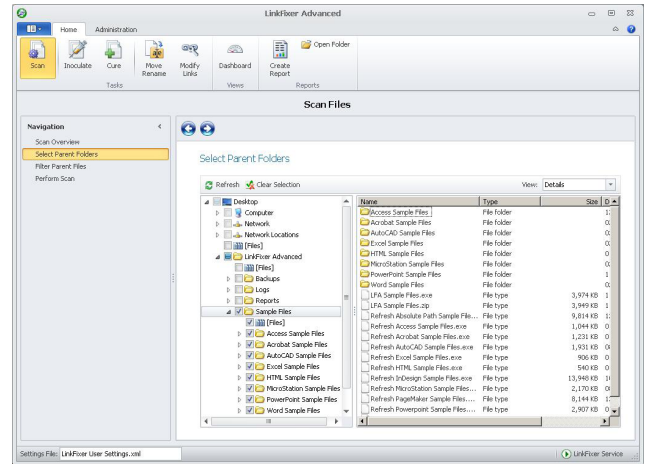 LinkFixer Advanced
Home Administration
Scan Inoculate Cure Move Rename Modify Links Dashboard Create Report Open Folder
Tasks Views Reports
Scan Files
Navigation
Scan Overview
Select Parent Folders
Filter Parent Files
Perform Scan
Select Parent Folders
Refresh Clear Selection View: Details
Desktop
Computer
Network
Network Locations
[Files]
LinkFixer Advanced
[Files]
Backups
Logs
Reports
Sample Files
[Files]
Access Sample Files
Acrobat Sample Files
AutoCAD Sample Files
Excel Sample Files
HTML Sample Files
MicroStation Sample Files
PowerPoint Sample Files
Word Sample Files
Name Type Size D
Access Sample Files File folder
Acrobat Sample Files File folder
AutoCAD Sample Files File folder
Excel Sample Files File folder
HTML Sample Files File folder
MicroStation Sample Files File folder
PowerPoint Sample Files File folder
Word Sample Files File folder
LFA Sample Files.exe File type 3,974 KB
LFA Sample Files.zip File type 3,949 KB
Refresh Absolute Path Sample File... File type 9,814 KB
Refresh Access Sample Files.exe File type 1,044 KB
Refresh Acrobat Sample Files.exe File type 1,231 KB
Refresh AutoCAD Sample Files.exe File type 1,931 KB
Refresh Excel Sample Files.exe File type 906 KB
Refresh HTML Sample Files.exe File type 540 KB
Refresh InDesign Sample Files.exe File type 13,948 KB
Refresh MicroStation Sample Files... File type 2,170 KB
Refresh PageMaker Sample Files.... File type 8,144 KB
Refresh Powerpoint Sample Files.... File type 2,907 KB
Settings File: LinkFixer User Settings.xml LinkFixer Service